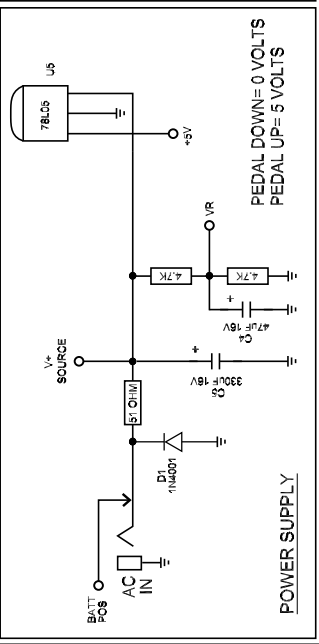 POWER SUPPLY
PEDAL DOWN= 0 VOLTS
PEDAL UP= 5 VOLTS
BATT
POS
AC
IN
D1
1N4001
51 OHM
V+
SOURCE
+
C5
330uF 16V
4.7K
4.7K
VR
+
C4
47uF 16V
+5V
U5
78L05